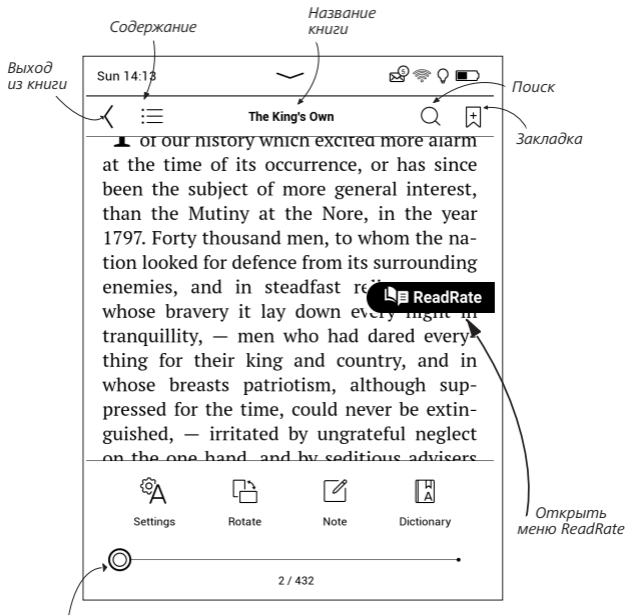 Название
книги
Содержание
Выход
из книги
Sun 14:13
5
Поиск
The King's Own
Закладка
I of our history which excited more alarm
at the time of its occurrence, or has since
been the subject of more general interest,
than the Mutiny at the Nore, in the year
1797. Forty thousand men, to whom the na-
tion looked for defence from its surrounding
enemies, and in steadfast
ReadRate
whose bravery it lay down every night in
tranquillity, — men who had dared every-
thing for their king and country, and in
whose breasts patriotism, although sup-
pressed for the time, could never be extin-
guished, — irritated by ungrateful neglect
on the one hand, and by seditious advisers
A
A
Settings
Rotate
Note
Dictionary
Открыть
меню ReadRate
2 / 432